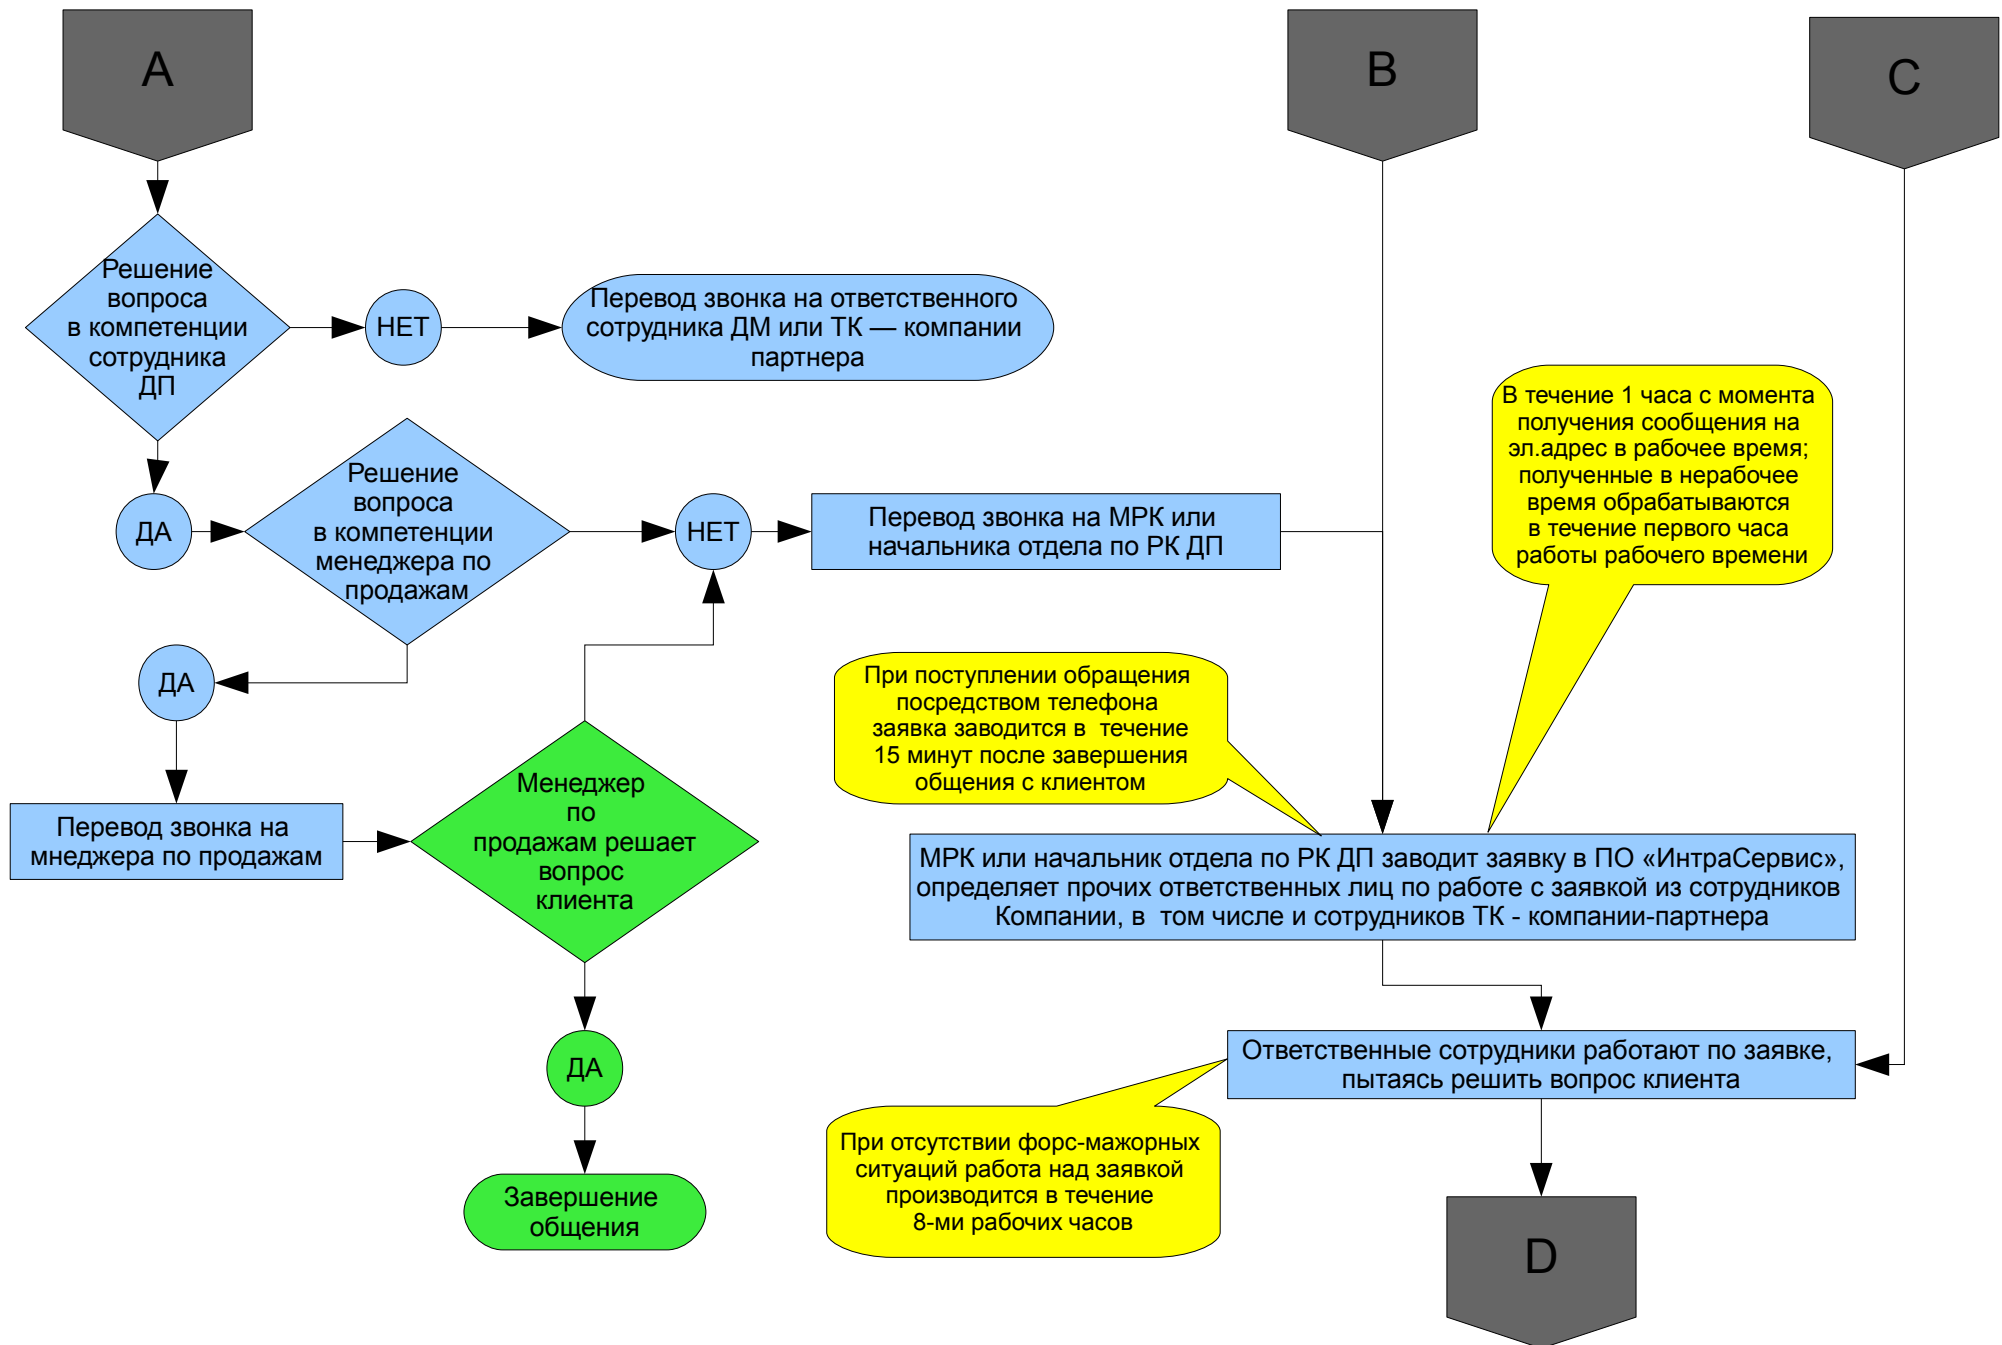 A
B
C
Решение
вопроса
в компетенции
сотрудника
ДП
НЕТ
Перевод звонка на ответственного
сотрудника ДМ или ТК — компании
партнера
В течение 1 часа с момента
получения сообщения на
эл.адрес в рабочее время;
полученные в нерабочее
время обрабатываются
в течение первого часа
работы рабочего времени
ДА
Решение
вопроса
в компетенции
менеджера по
продажам
НЕТ
Перевод звонка на МРК или
начальника отдела по РК ДП
ДА
При поступлении обращения
посредством телефона
заявка заводится в  течение
15 минут после завершения
общения с клиентом
Перевод звонка на
мнеджера по продажам
Менеджер
по
продажам решает
вопрос
клиента
МРК или начальник отдела по РК ДП заводит заявку в ПО «ИнтраСервис»,
определяет прочих ответственных лиц по работе с заявкой из сотрудников
Компании, в  том числе и сотрудников ТК - компании-партнера
ДА
Ответственные сотрудники работают по заявке,
пытаясь решить вопрос клиента
При отсутствии форс-мажорных
ситуаций работа над заявкой
производится в течение
8-ми рабочих часов
Завершение
общения
D